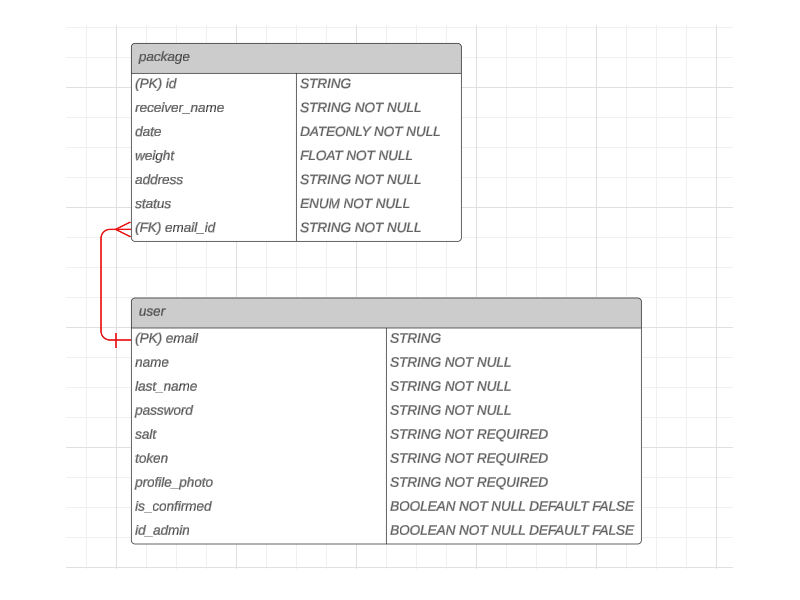 package
(PK) id STRING
receiver_name STRING NOT NULL
date DATEONLY NOT NULL
weight FLOAT NOT NULL
address STRING NOT NULL
status ENUM NOT NULL
(FK) email_id STRING NOT NULL
user
(PK) email STRING
name STRING NOT NULL
last_name STRING NOT NULL
password STRING NOT NULL
salt STRING NOT REQUIRED
token STRING NOT REQUIRED
profile_photo STRING NOT REQUIRED
is_confirmed BOOLEAN NOT NULL DEFAULT FALSE
id_admin BOOLEAN NOT NULL DEFAULT FALSE